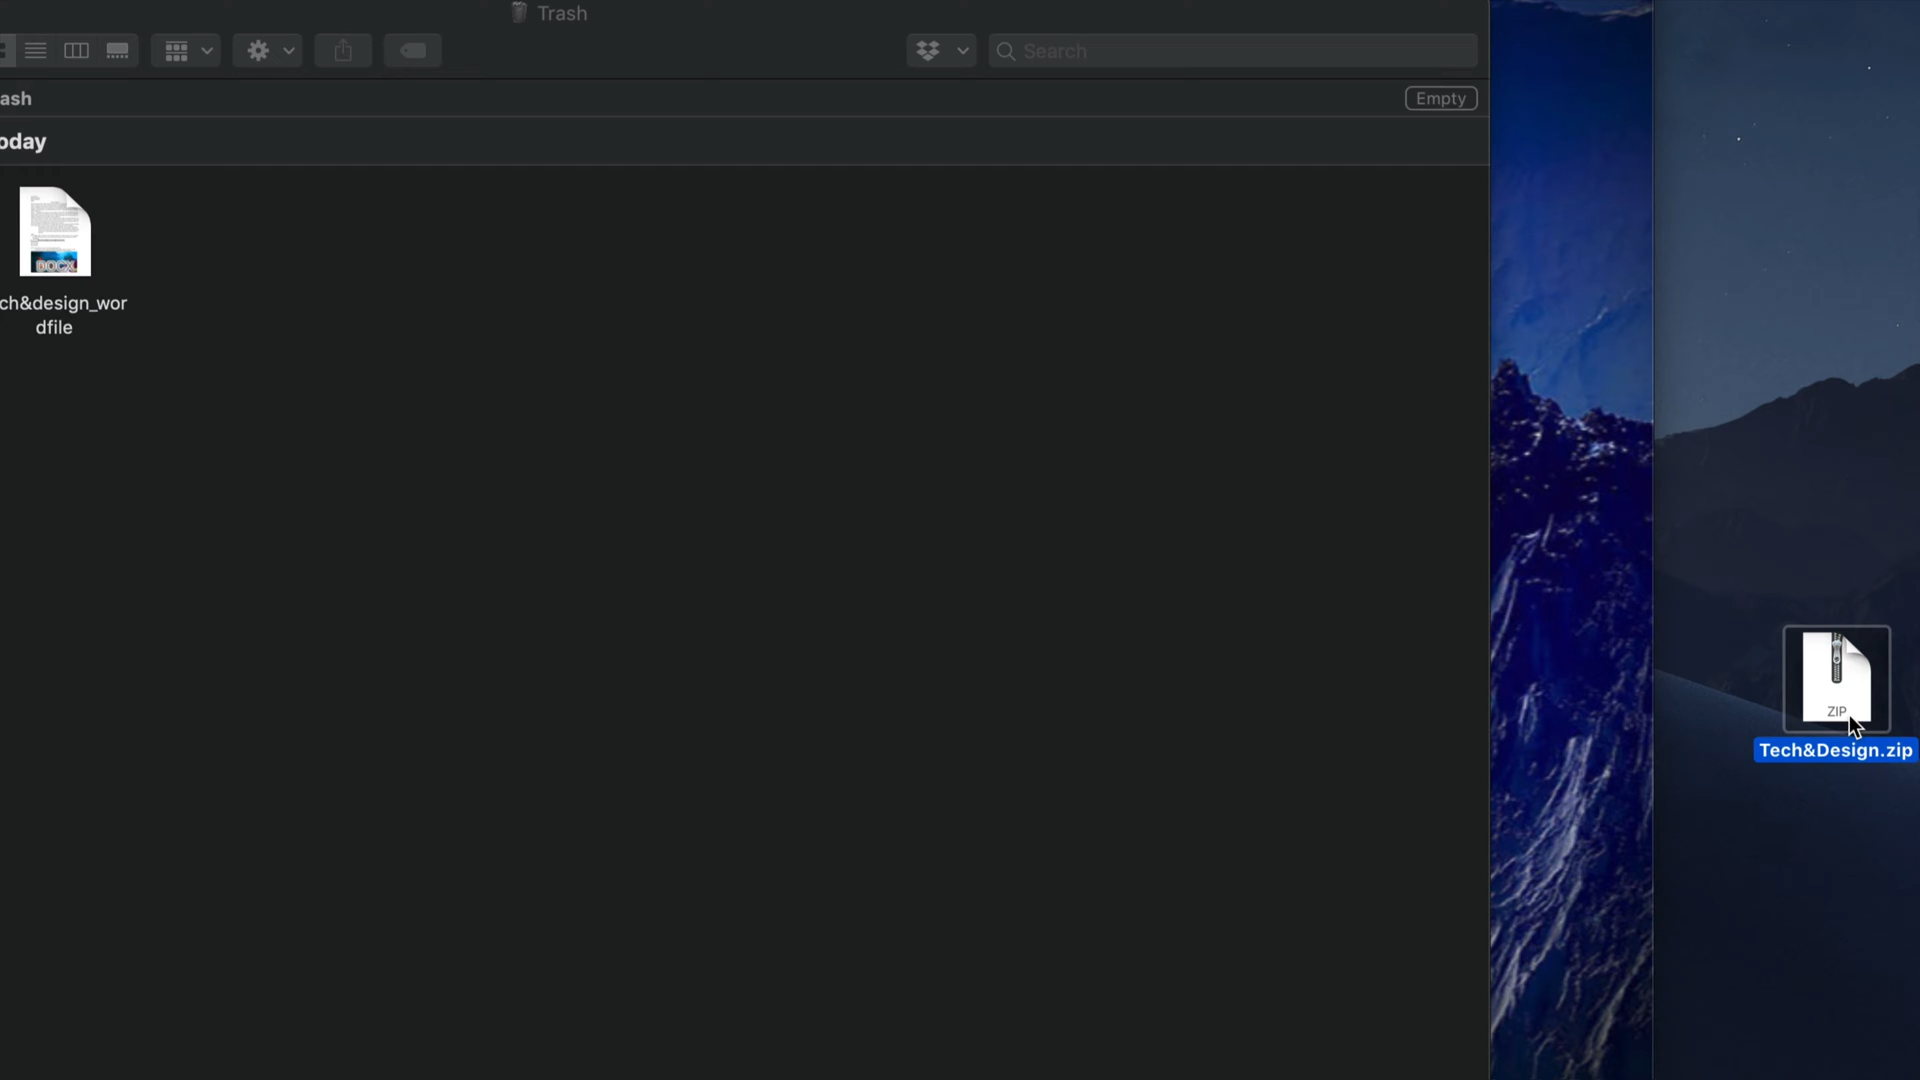 Trash
Search
ash
Empty
oday
DOCX
ch&design_wor
dfile
ZIP
Tech&Design.zip